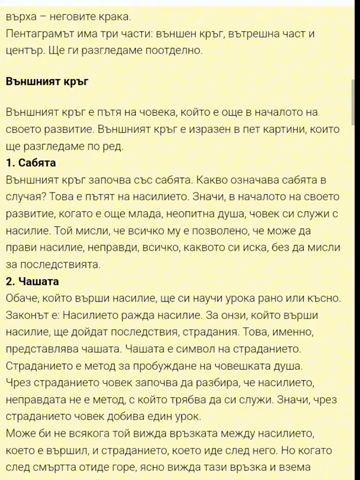 върха – неговите крака.
Пентаграмът има три части: външен кръг, вътрешна част и
център. Ще ги разгледаме поотделно.
Външният кръг
Външният кръг е пътя на човека, който е още в началото на
своето развитие. Външният кръг е изразен в пет картини, които
ще разгледаме по ред.
1. Сабята
Външният кръг започва със сабята. Какво означава сабята в
случая? Това е пътят на насилието. Значи, в началото на своето
развитие, когато е още млада, неопитна душа, човек си служи с
насилие. Той мисли, че всичко му е позволено, че може да
прави насилие, неправди, всичко, каквото си иска, без да мисли
за последствията.
2. Чашата
Обаче, който върши насилие, ще си научи урока рано или късно.
Законът е: Насилието ражда насилие. За онзи, който върши
насилие, ще дойдат последствия, страдания. Това, именно,
представлява чашата. Чашата е символ на страданието.
Страданието е метод за пробуждане на човешката душа.
Чрез страданието човек започва да разбира, че насилието,
неправдата не е метод, с който трябва да си служи. Значи, чрез
страданието човек добива един урок.
Може би не всякога той вижда връзката между насилието,
което е вършил, и страданието, което иде след него. Но когато
след смъртта отиде горе, ясно вижда тази връзка и взема